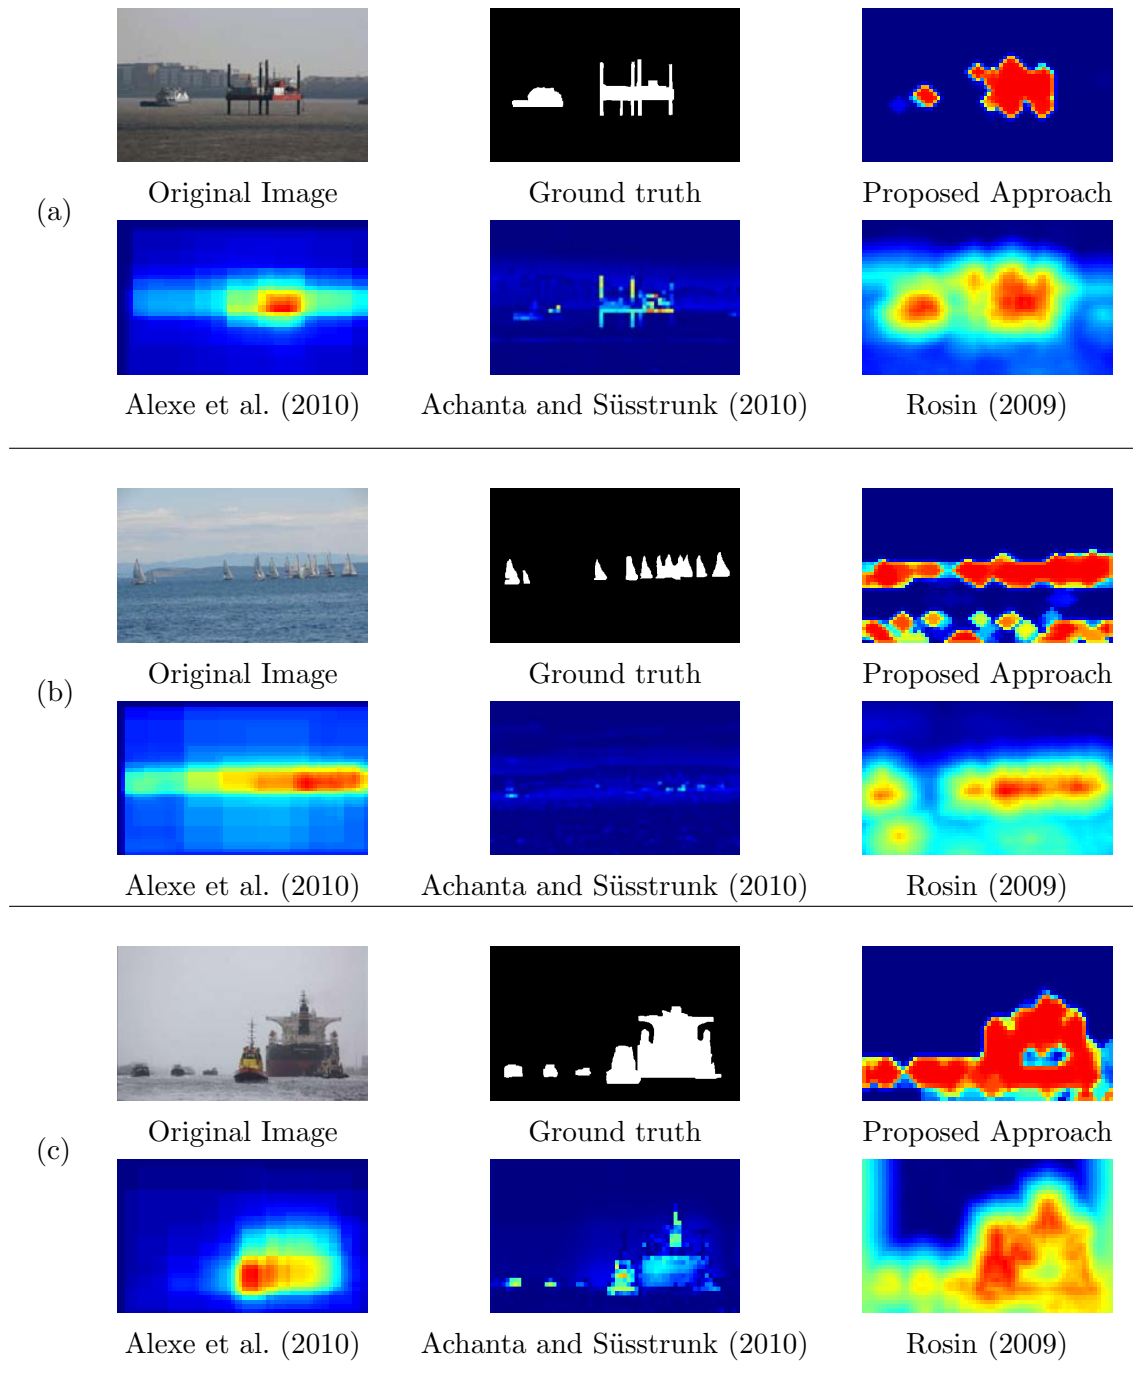 Original Image Ground truth Proposed Approach
(a)
Alexe et al. (2010) Achanta and Süsstrunk (2010) Rosin (2009)
Original Image Ground truth Proposed Approach
(b)
Alexe et al. (2010) Achanta and Süsstrunk (2010) Rosin (2009)
Original Image Ground truth Proposed Approach
(c)
Alexe et al. (2010) Achanta and Süsstrunk (2010) Rosin (2009)